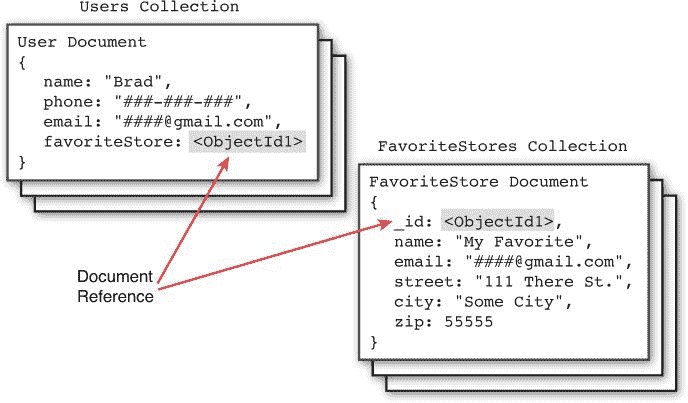 Users Collection
User Document
{
name: "Brad",
phone: "###-###-###",
email: "####@gmail.com",
favoriteStore: <ObjectId1>
}
FavoriteStores Collection
FavoriteStore Document
{
_id: <ObjectId1>,
name: "My Favorite",
email: "####@gmail.com",
street: "111 There St.",
city: "Some City",
zip: 55555
}
Document
Reference